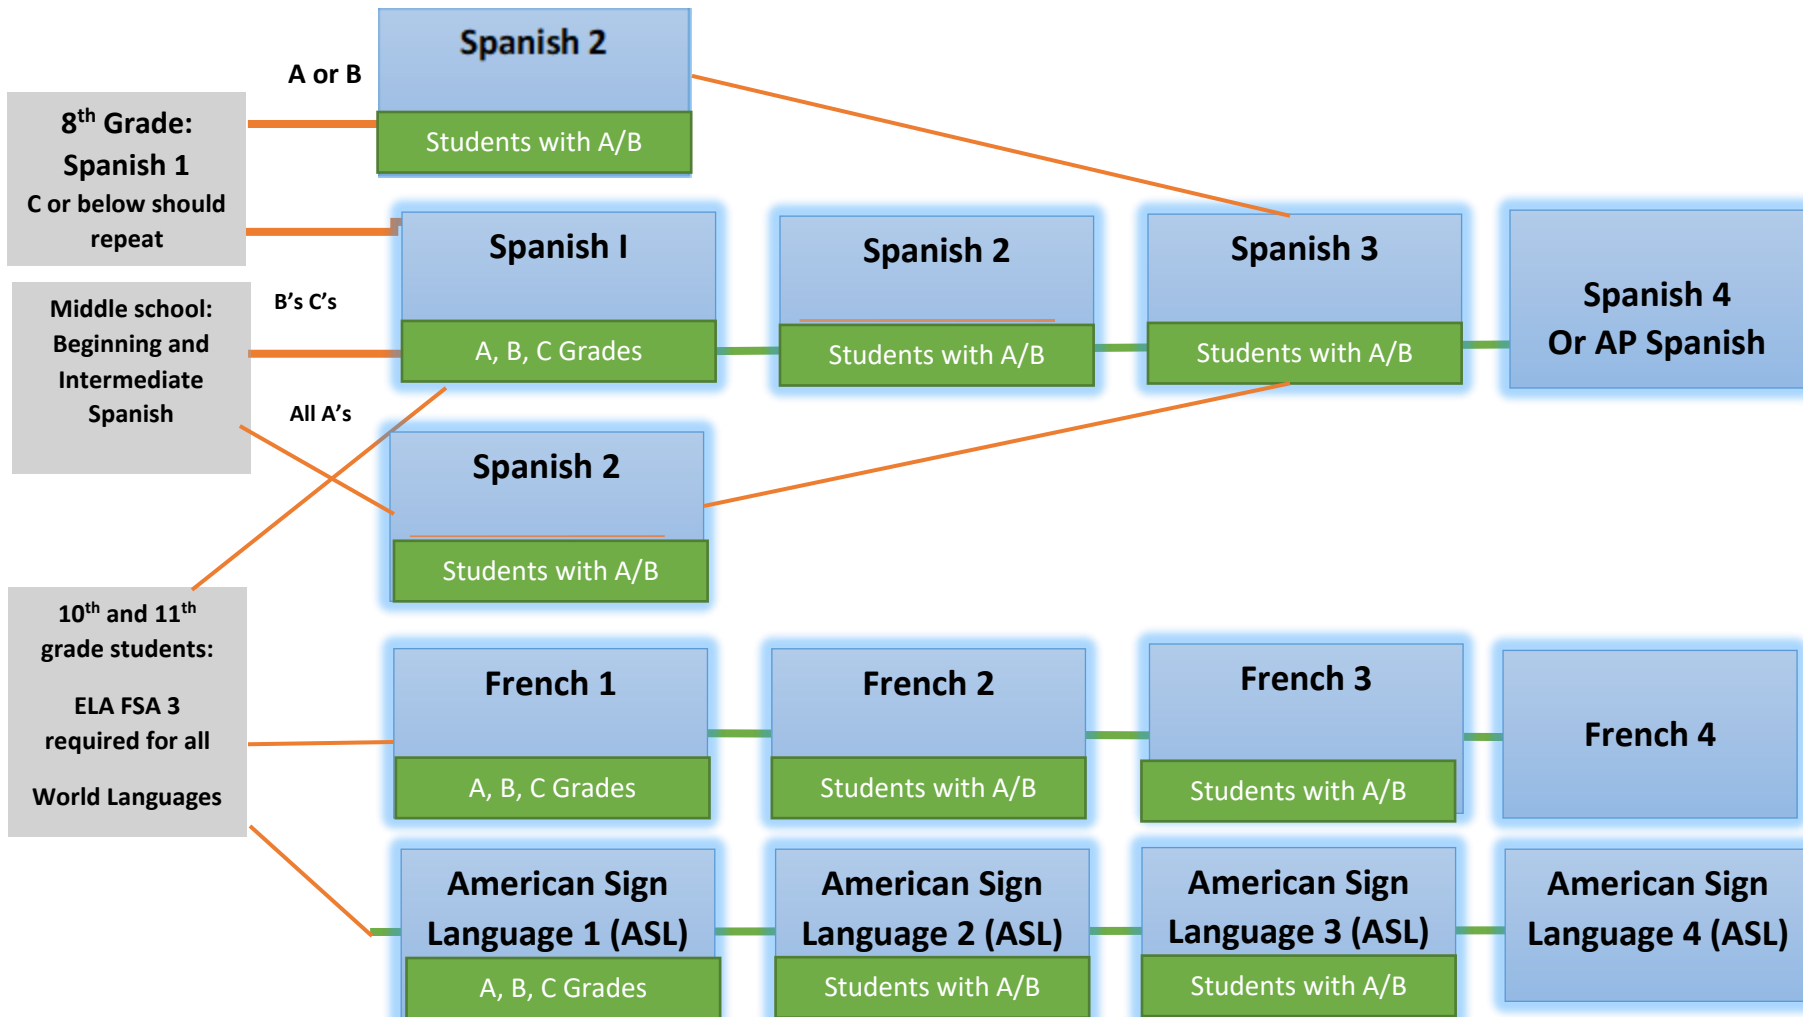 Spanish 2
A or B
Students with A/B
8th Grade:
Spanish 1
C or below should
repeat
Spanish I
A, B, C Grades
Spanish 2
Students with A/B
Spanish 3
Students with A/B
Spanish 4
Or AP Spanish
Middle school:
Beginning and
Intermediate
Spanish
B's C's
All A's
Spanish 2
Students with A/B
10th and 11th
grade students:
ELA FSA 3
required for all
World Languages
French 1
A, B, C Grades
French 2
Students with A/B
French 3
Students with A/B
French 4
American Sign
Language 1 (ASL)
A, B, C Grades
American Sign
Language 2 (ASL)
Students with A/B
American Sign
Language 3 (ASL)
Students with A/B
American Sign
Language 4 (ASL)